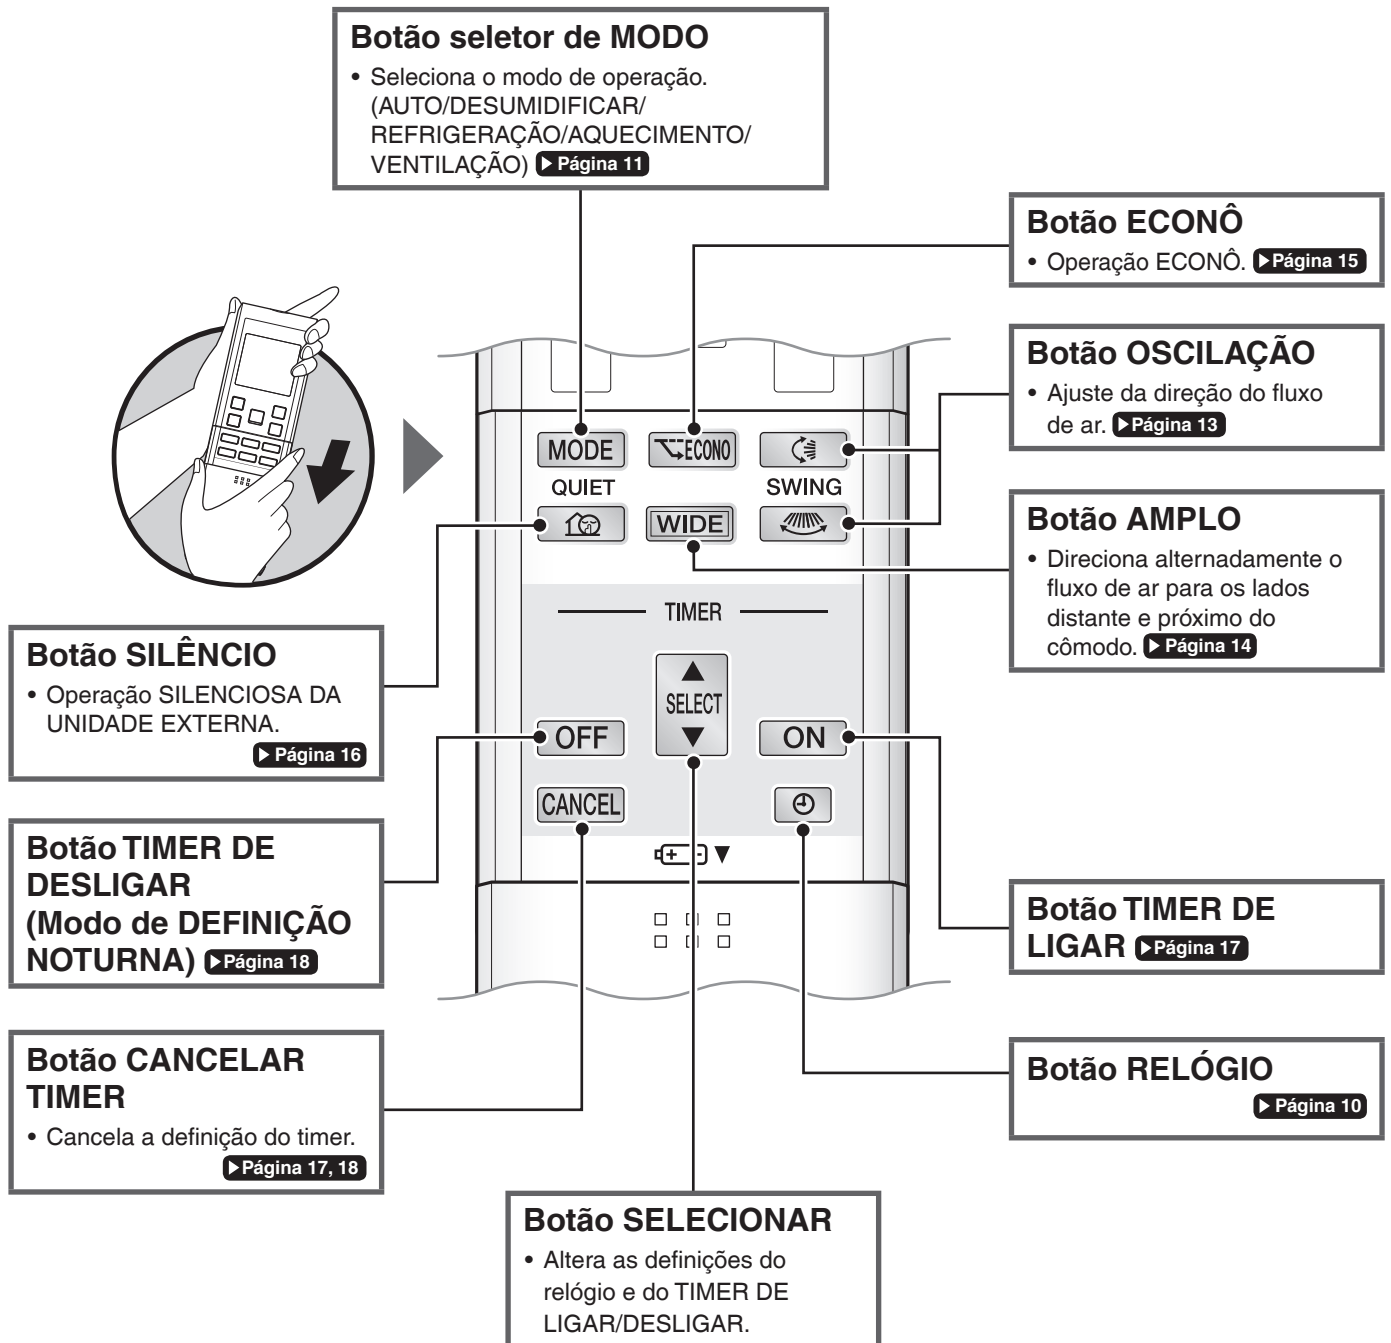 Botão seletor de MODO
• Seleciona o modo de operação.
(AUTO/DESUMIDIFICAR/
REFRIGERAÇÃO/AQUECIMENTO/
VENTILAÇÃO) ▶ Página 11
Botão ECONÔ
• Operação ECONÔ. ▶Página 15
Botão OSCILAÇÃO
• Ajuste da direção do fluxo
de ar. ▶Página 13
Botão AMPLO
• Direciona alternadamente o
fluxo de ar para os lados
distante e próximo do
cômodo. ▶ Página 14
MODE
ECONO
QUIET
SWING
WIDE
TIMER
▲
SELECT
▼
OFF
ON
CANCEL
+ - ▼
Botão SILÊNCIO
• Operação SILENCIOSA DA
UNIDADE EXTERNA.
▶ Página 16
Botão TIMER DE
DESLIGAR
(Modo de DEFINIÇÃO
NOTURNA) ▶Página 18
Botão CANCELAR
TIMER
• Cancela a definição do timer.
▶Página 17, 18
Botão TIMER DE
LIGAR ▶Página 17
Botão RELÓGIO
▶ Página 10
Botão SELECIONAR
• Altera as definições do
relógio e do TIMER DE
LIGAR/DESLIGAR.